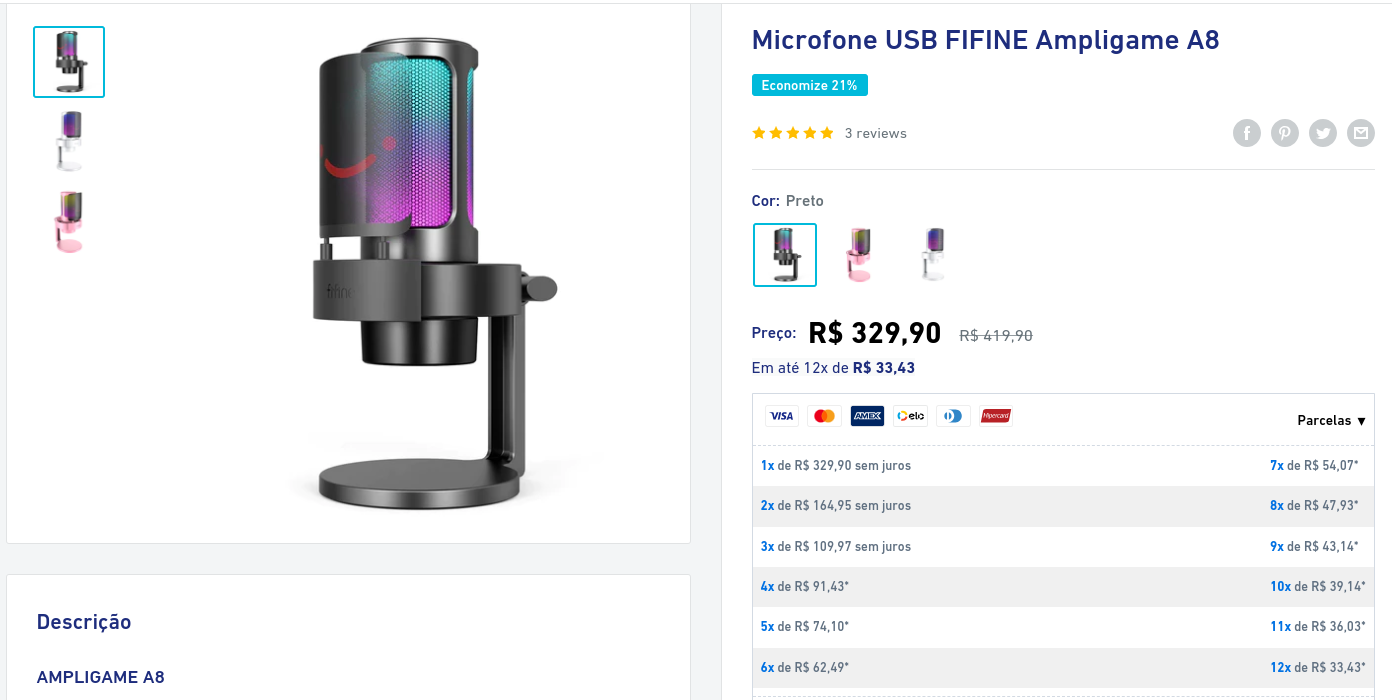 fifine
Microfone USB FIFINE Ampligame A8
Economize 21%
3 reviews
Cor: Preto
Preço: R$ 329,90 R$ 419,90
Em até 12x de R$ 33,43
VISA AMEX elo Hipercard
Parcelas ▼
1x de R$ 329,90 sem juros
7x de R$ 54,07*
2x de R$ 164,95 sem juros
8x de R$ 47,93*
3x de R$ 109,97 sem juros
9x de R$ 43,14*
4x de R$ 91,43*
10x de R$ 39,14*
5x de R$ 74,10*
11x de R$ 36,03*
6x de R$ 62,49*
12x de R$ 33,43*
Descrição
AMPLIGAME A8